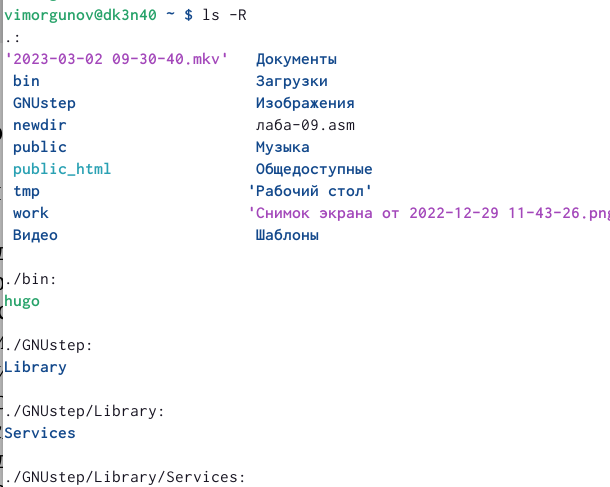 vimorgunov@dk3n40 ~ $ ls -R
.:
'2023-03-02 09-30-40.mkv' Документы
bin Загрузки
GNUstep Изображения
newdir лаба-09.asm
public Музыка
public_html Общедоступные
tmp 'Рабочий стол'
work 'Снимок экрана от 2022-12-29 11-43-26.png
Видео Шаблоны
./bin:
hugo
./GNUstep:
Library
./GNUstep/Library:
Services
./GNUstep/Library/Services: